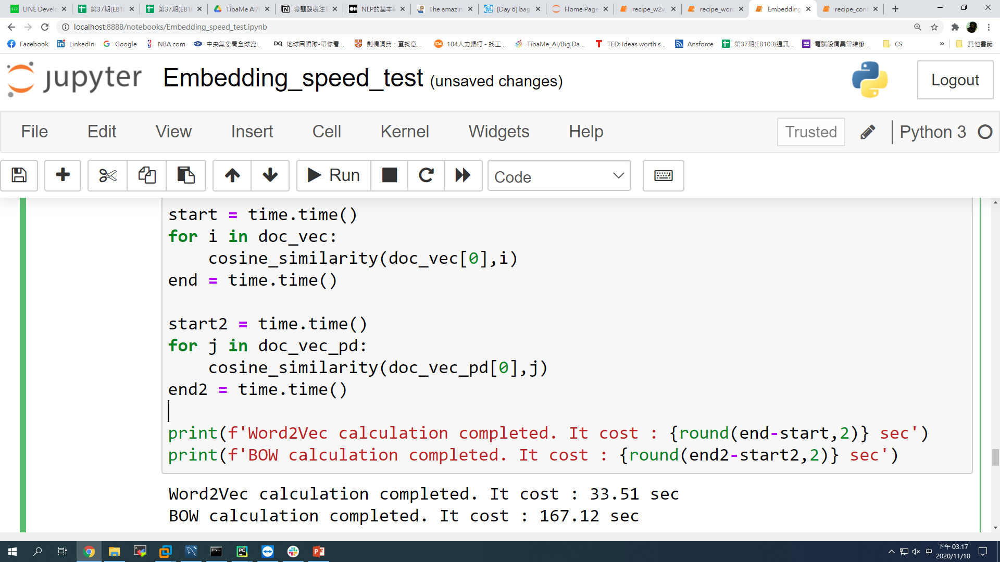 LINE Develo
第37期(EB10
第37期(EB10
TibaMe AI/B
專題發表注意
NLP的基本
The amazin
[Day 6] bag
Home Page
recipe_w2v_
recipe_word
Embedding
recipe_cont
localhost:8888/notebooks/Embedding_speed_test.ipynb
Facebook LinkedIn Google NBA.com 中央氣象局全球資... DQ 地球圖輯隊-帶你看... 劍橋詞典：查找意... 104人力銀行－找工... TibaMe_AI/Big Da... TED: Ideas worth s... Ansforce 第37期(EB103)通訊... 電腦設備異常維修... CS » 其他書籤
jupyter Embedding_speed_test (unsaved changes) Logout
File Edit View Insert Cell Kernel Widgets Help Trusted Python 3
Run Code
start = time.time()
for i in doc_vec:
    cosine_similarity(doc_vec[0],i)
end = time.time()
start2 = time.time()
for j in doc_vec_pd:
    cosine_similarity(doc_vec_pd[0],j)
end2 = time.time()
print(f'Word2Vec calculation completed. It cost : {round(end-start,2)} sec')
print(f'BOW calculation completed. It cost : {round(end2-start2,2)} sec')
Word2Vec calculation completed. It cost : 33.51 sec
BOW calculation completed. It cost : 167.12 sec
中 下午 03:17
2020/11/10